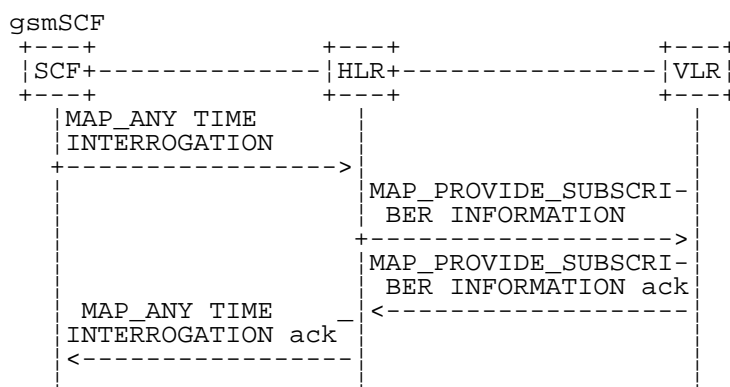 gsmSCF
SCF HLR VLR
MAP_ANY TIME
INTERROGATION
MAP_PROVIDE_SUBSCRI-
BER INFORMATION
MAP_PROVIDE_SUBSCRI-
BER INFORMATION ack
MAP_ANY TIME _
INTERROGATION ack